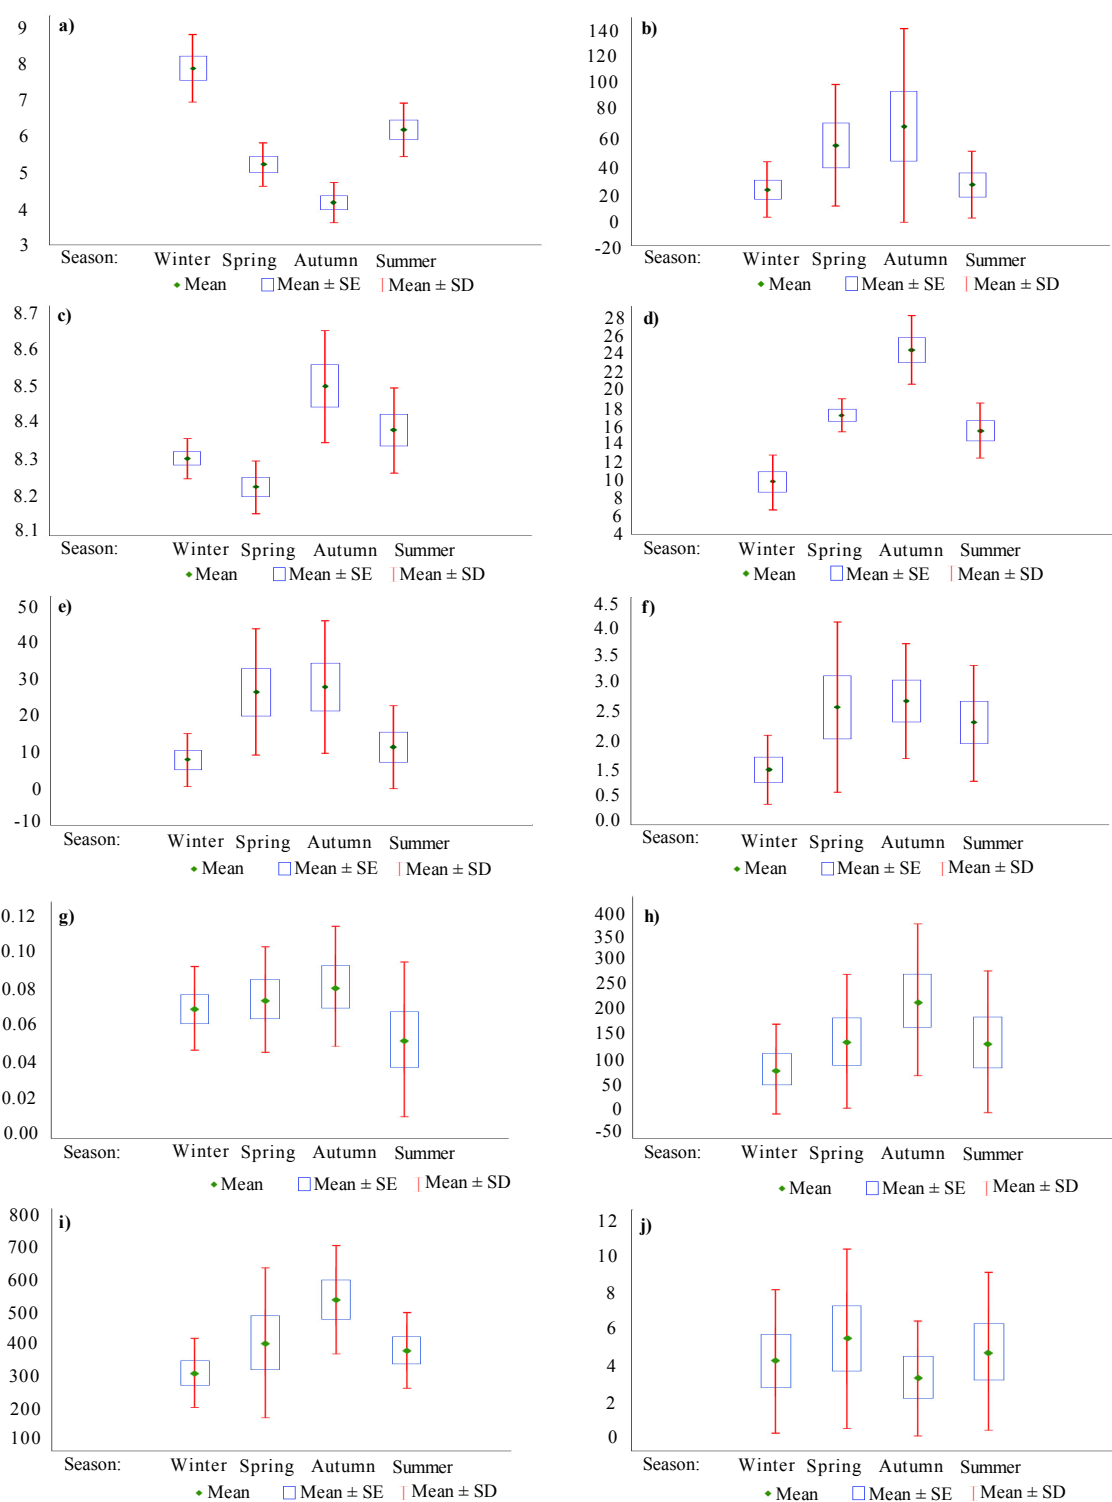 a)
9
8
7
6
5
4
3
Season: Winter Spring Autumn Summer
Mean Mean ± SE Mean ± SD
b)
140
120
100
80
60
40
20
0
-20
Season: Winter Spring Autumn Summer
Mean Mean ± SE Mean ± SD
c)
8.7
8.6
8.5
8.4
8.3
8.2
8.1
Season: Winter Spring Autumn Summer
Mean Mean ± SE Mean ± SD
d)
28
26
24
22
20
18
16
14
12
10
8
6
4
Season: Winter Spring Autumn Summer
Mean Mean ± SE Mean ± SD
e)
50
40
30
20
10
0
-10
Season: Winter Spring Autumn Summer
Mean Mean ± SE Mean ± SD
f)
4.5
4.0
3.5
3.0
2.5
2.0
1.5
0.5
0.0
Season: Winter Spring Autumn Summer
Mean Mean ± SE Mean ± SD
g)
0.12
0.10
0.08
0.06
0.04
0.02
0.00
Season: Winter Spring Autumn Summer
Mean Mean ± SE Mean ± SD
h)
400
350
300
250
200
150
100
50
0
-50
Season: Winter Spring Autumn Summer
Mean Mean ± SE Mean ± SD
i)
800
700
600
500
400
300
200
100
Season: Winter Spring Autumn Summer
Mean Mean ± SE Mean ± SD
j)
12
10
8
6
4
2
0
Season: Winter Spring Autumn Summer
Mean Mean ± SE Mean ± SD